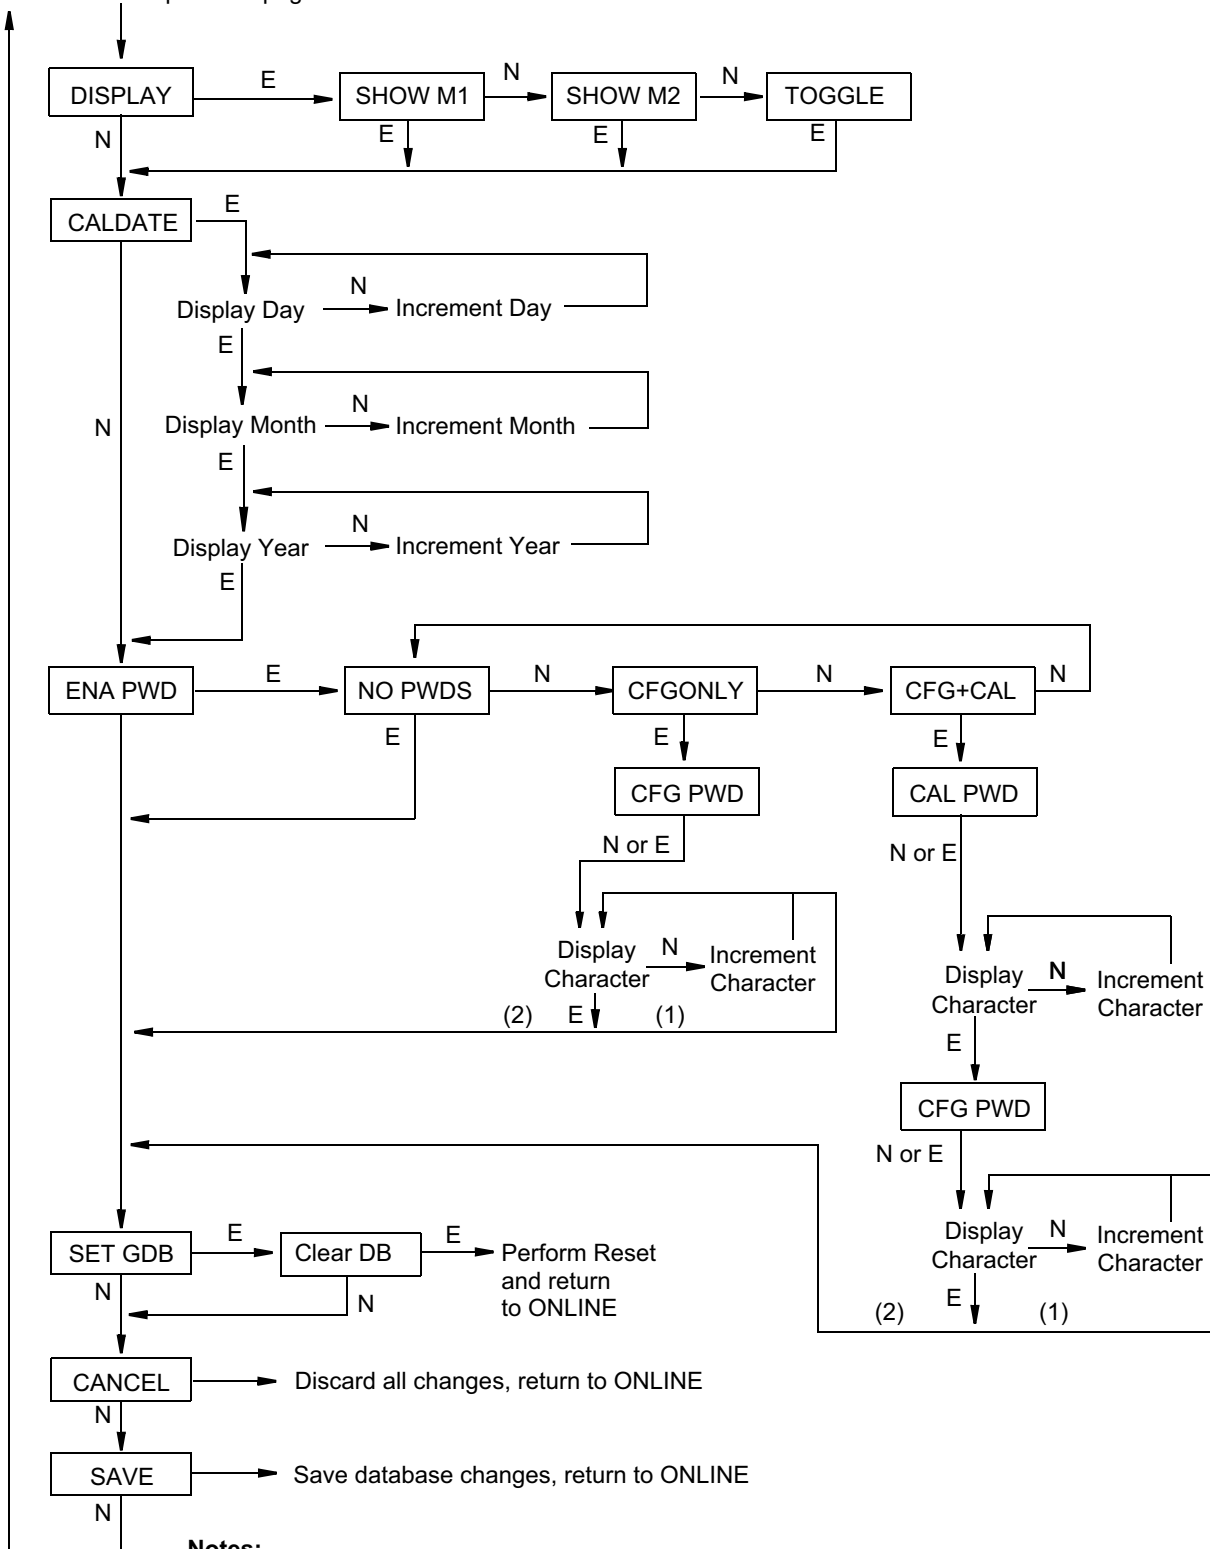 E N N
DISPLAY SHOW M1 SHOW M2 TOGGLE
N E E E
E
CALDATE
N
Display Day Increment Day
E
N
Display Month Increment Month
N
E
N
Display Year Increment Year
E
E N N N
ENA PWD NO PWDS CFGONLY CFG+CAL
E E E
CFG PWD CAL PWD
N or E N or E
Display N Increment
Character Character
Display N Increment
Character Character
(2) E (1)
E
CFG PWD
N or E
E E
SET GDB Clear DB Perform Reset
and return
to ONLINE
N N
Display N Increment
Character Character
(2) E (1)
CANCEL Discard all changes, return to ONLINE
N
SAVE Save database changes, return to ONLINE
N
Notes: